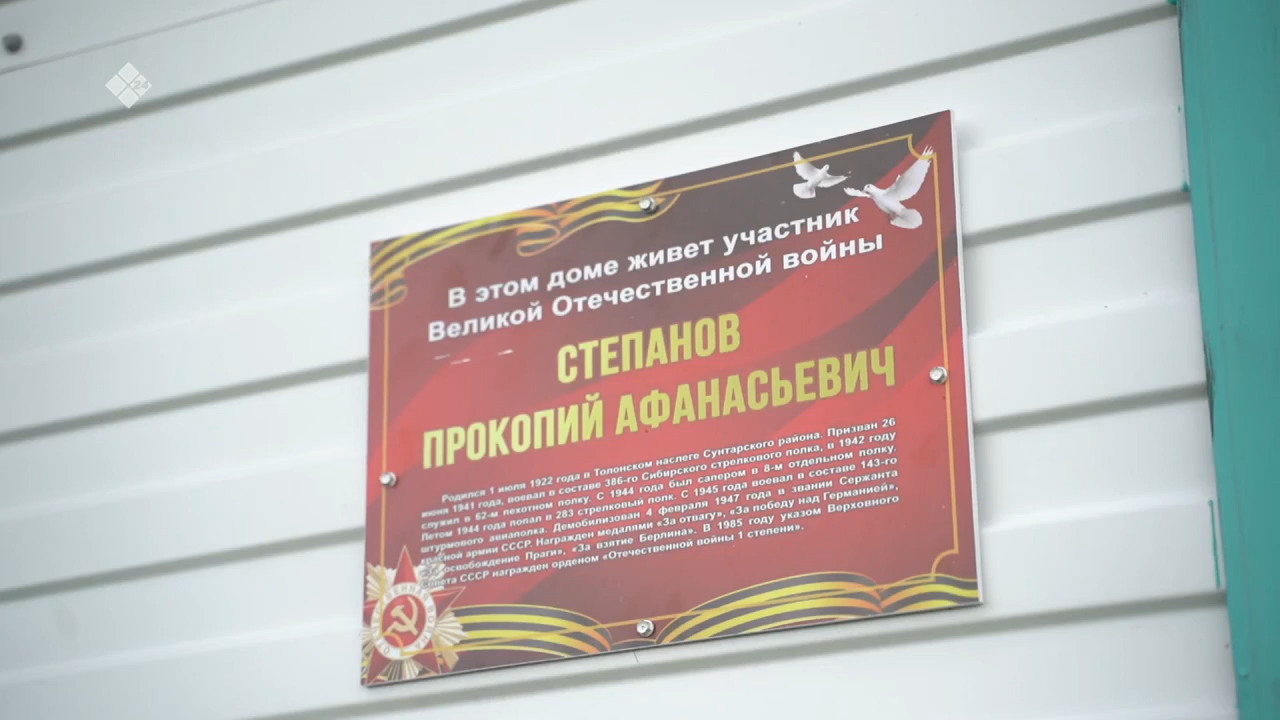 24
В этом доме живет участник
Великой Отечественной войны
СТЕПАНОВ
ПРОКОПИЙ АФАНАСЬЕВИЧ
Родился 1 июля 1922 года в Толонском наслеге Сунтарского района. Призван 26
июня 1941 года, воевал в составе 386-го Сибирского стрелкового полка, в 1942 году
служил в 62-м пехотном полку. С 1944 года был сапером в 8-м отдельном полку.
Летом 1944 года попал в 283 стрелковый полк. С 1945 года воевал в составе 143-го
штурмового авиаполка. Демобилизован 4 февраля 1947 года в звании Сержанта
красной армии СССР. Награжден медалями «За отвагу», «За победу над Германией»,
освобождение Праги», «За взятие Берлина». В 1985 году указом Верховного
Совета СССР награжден орденом «Отечественной войны 1 степени».